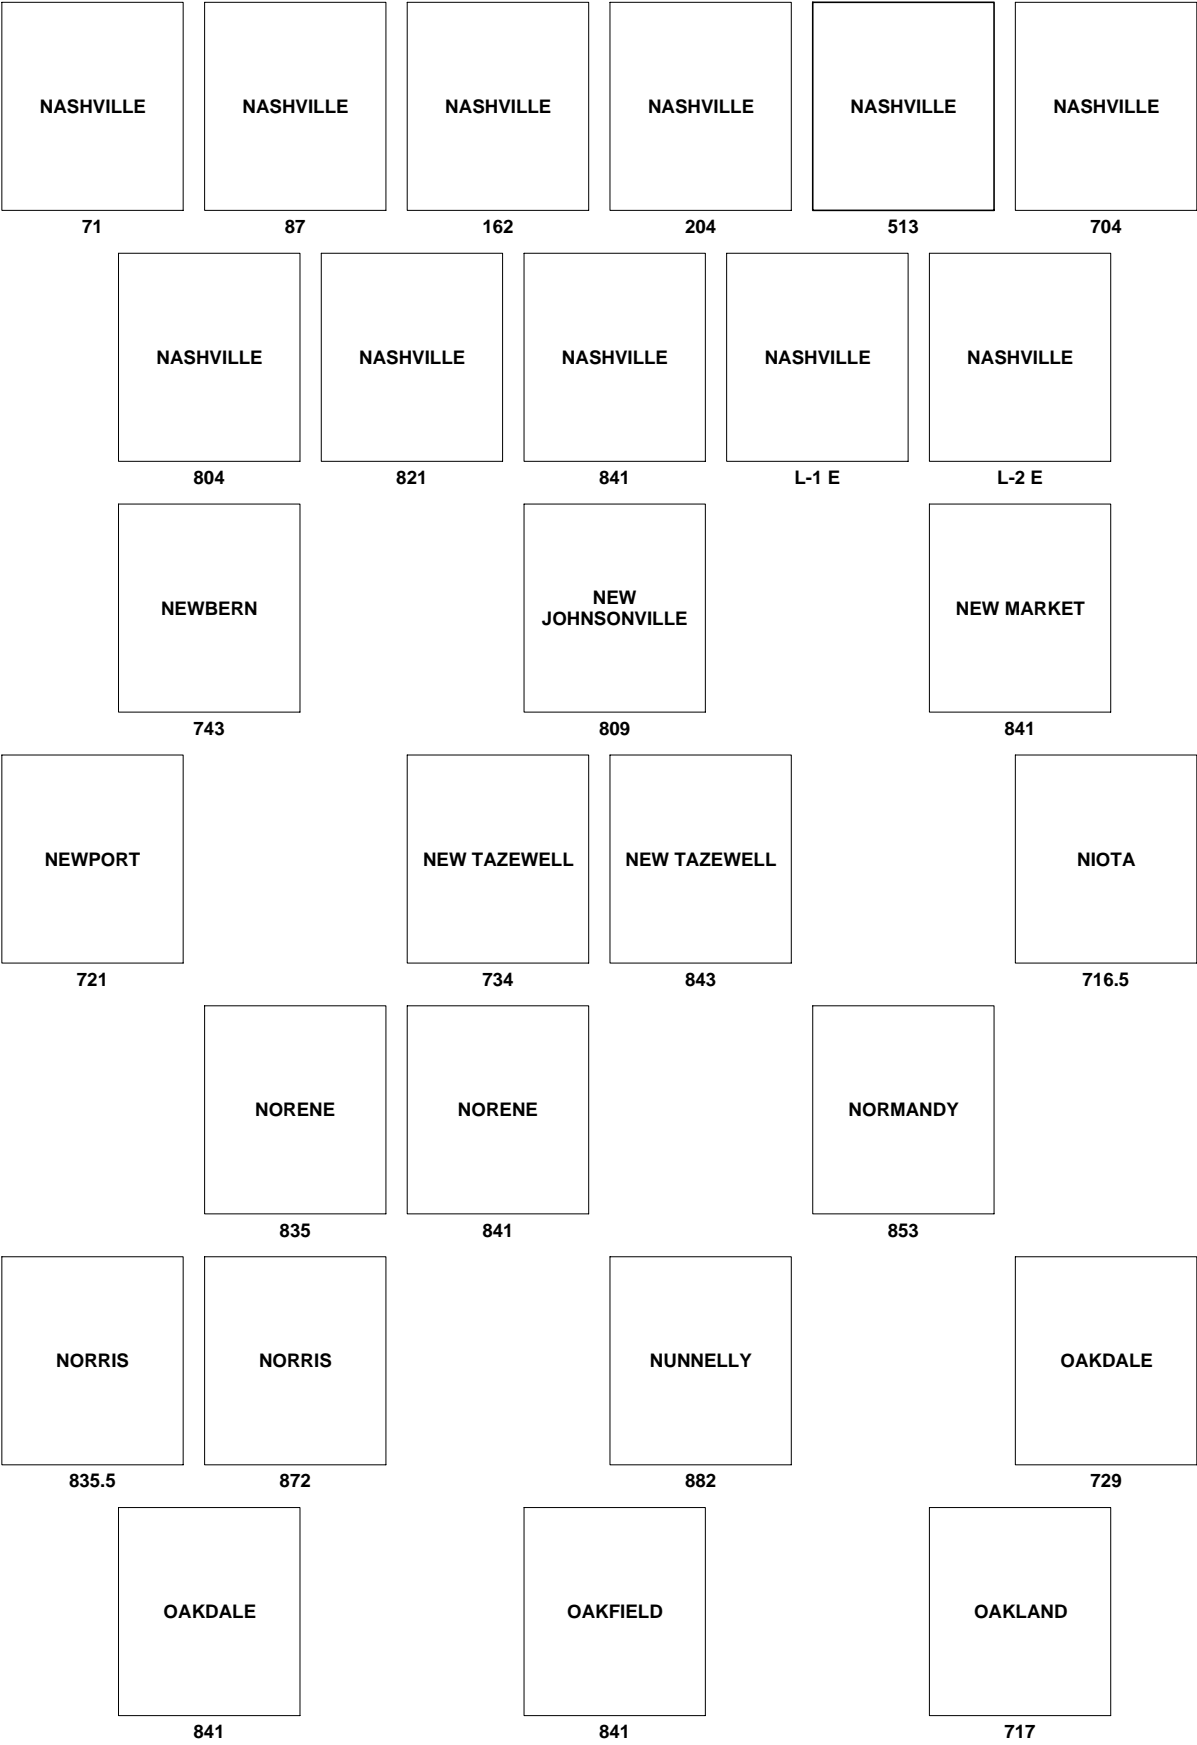 NASHVILLE NASHVILLE NASHVILLE NASHVILLE NASHVILLE NASHVILLE
71 87 162 204 513 704
NASHVILLE NASHVILLE NASHVILLE NASHVILLE NASHVILLE
804 821 841 L-1 E L-2 E
NEWBERN NEW JOHNSONVILLE NEW MARKET
743 809 841
NEWPORT NEW TAZEWELL NEW TAZEWELL NIOTA
721 734 843 716.5
NORENE NORENE NORMANDY
835 841 853
NORRIS NORRIS NUNNELLY OAKDALE
835.5 872 882 729
OAKDALE OAKFIELD OAKLAND
841 841 717